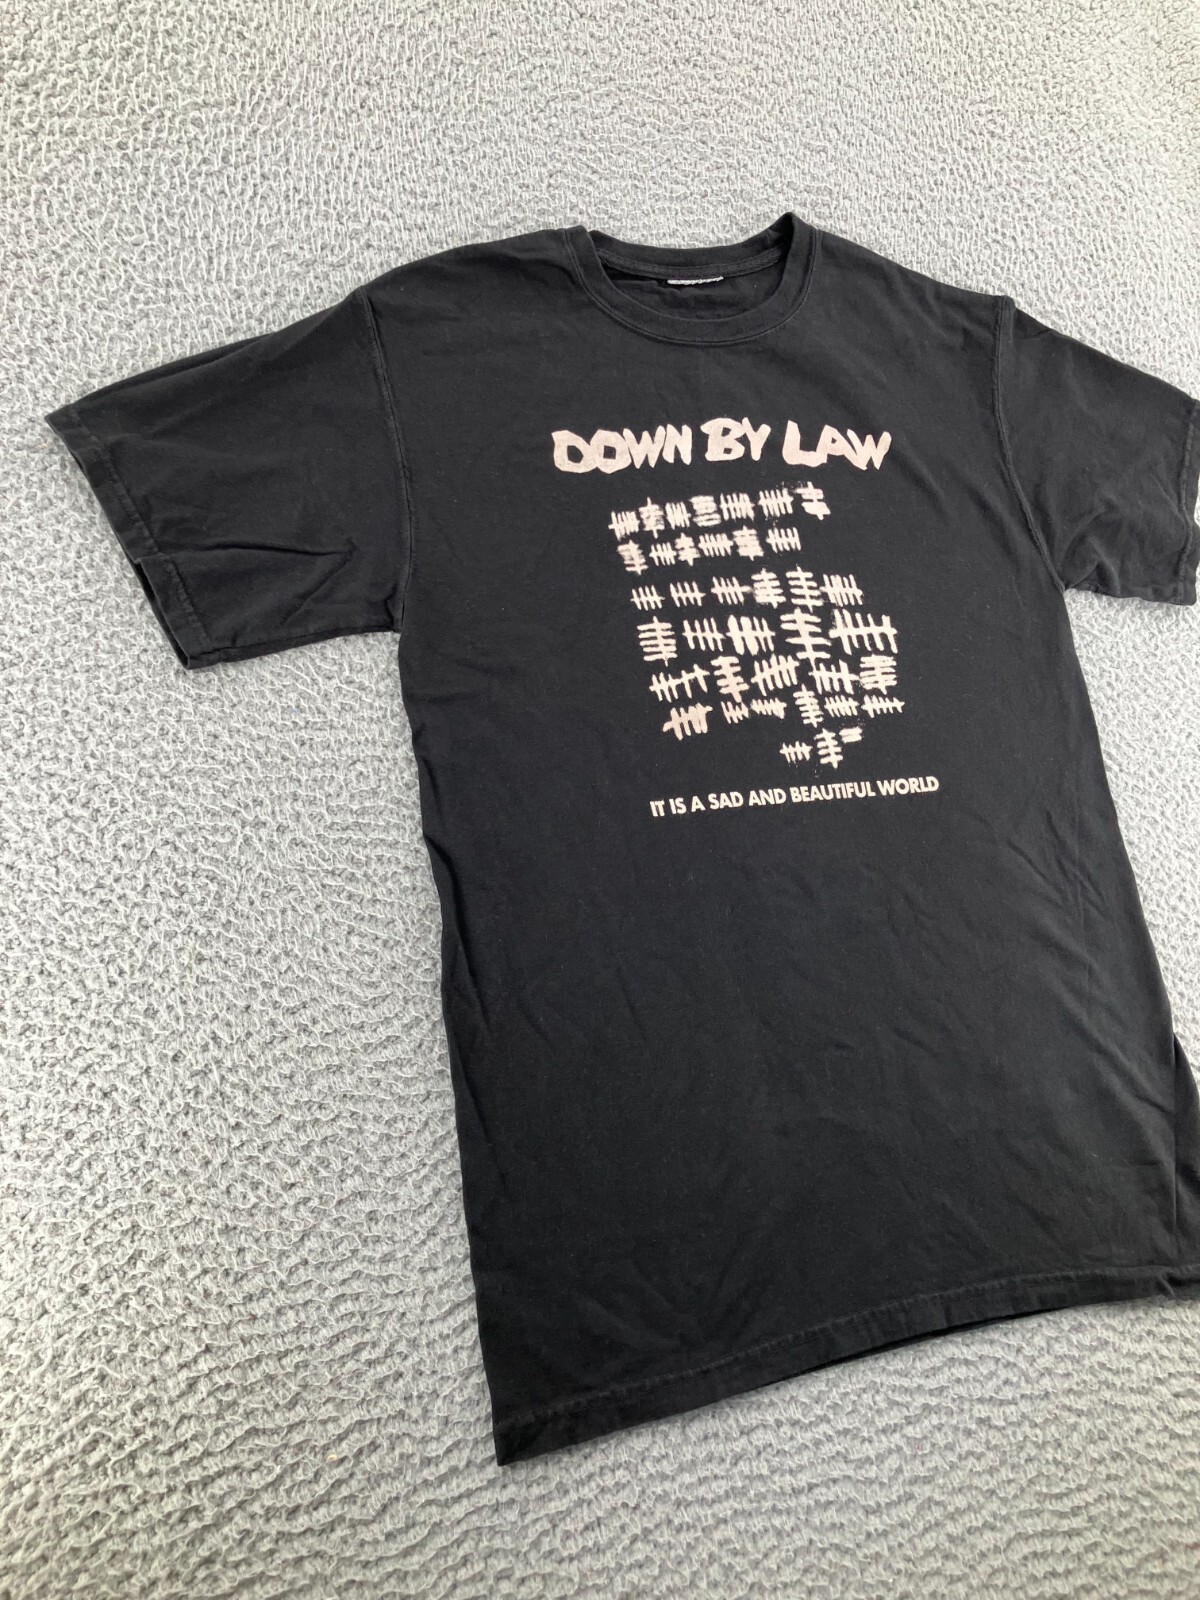 DOWN BY LAW
IT IS A SAD AND BEAUTIFUL WORLD